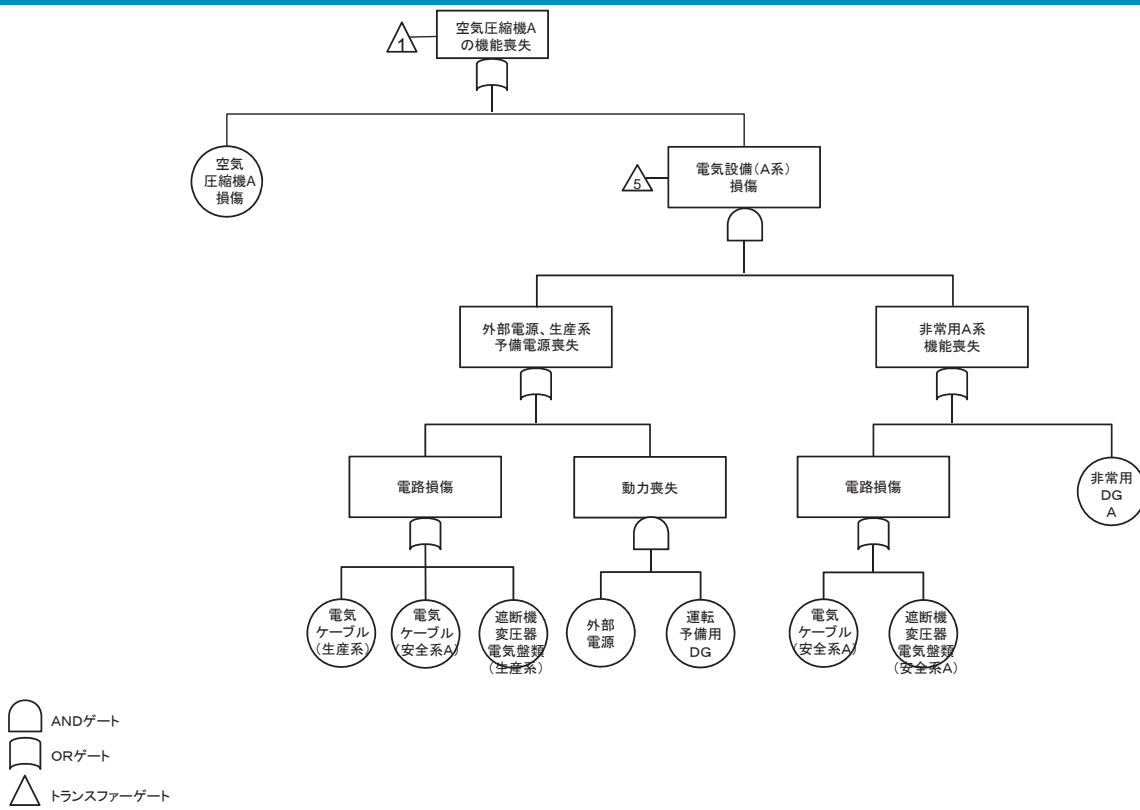 空気圧縮機A
の機能喪失
1
空気
圧縮機A
損傷
電気設備(A系)
損傷
5
外部電源、生産系
予備電源喪失
非常用A系
機能喪失
電路損傷
動力喪失
電路損傷
非常用
DG
A
電気
ケーブル
(生産系)
電気
ケーブル
(安全系A)
遮断機
変圧器
電気盤類
(生産系)
外部
電源
運転
予備用
DG
電気
ケーブル
(安全系A)
遮断機
変圧器
電気盤類
(安全系A)
ANDゲート
ORゲート
トランスファーゲート